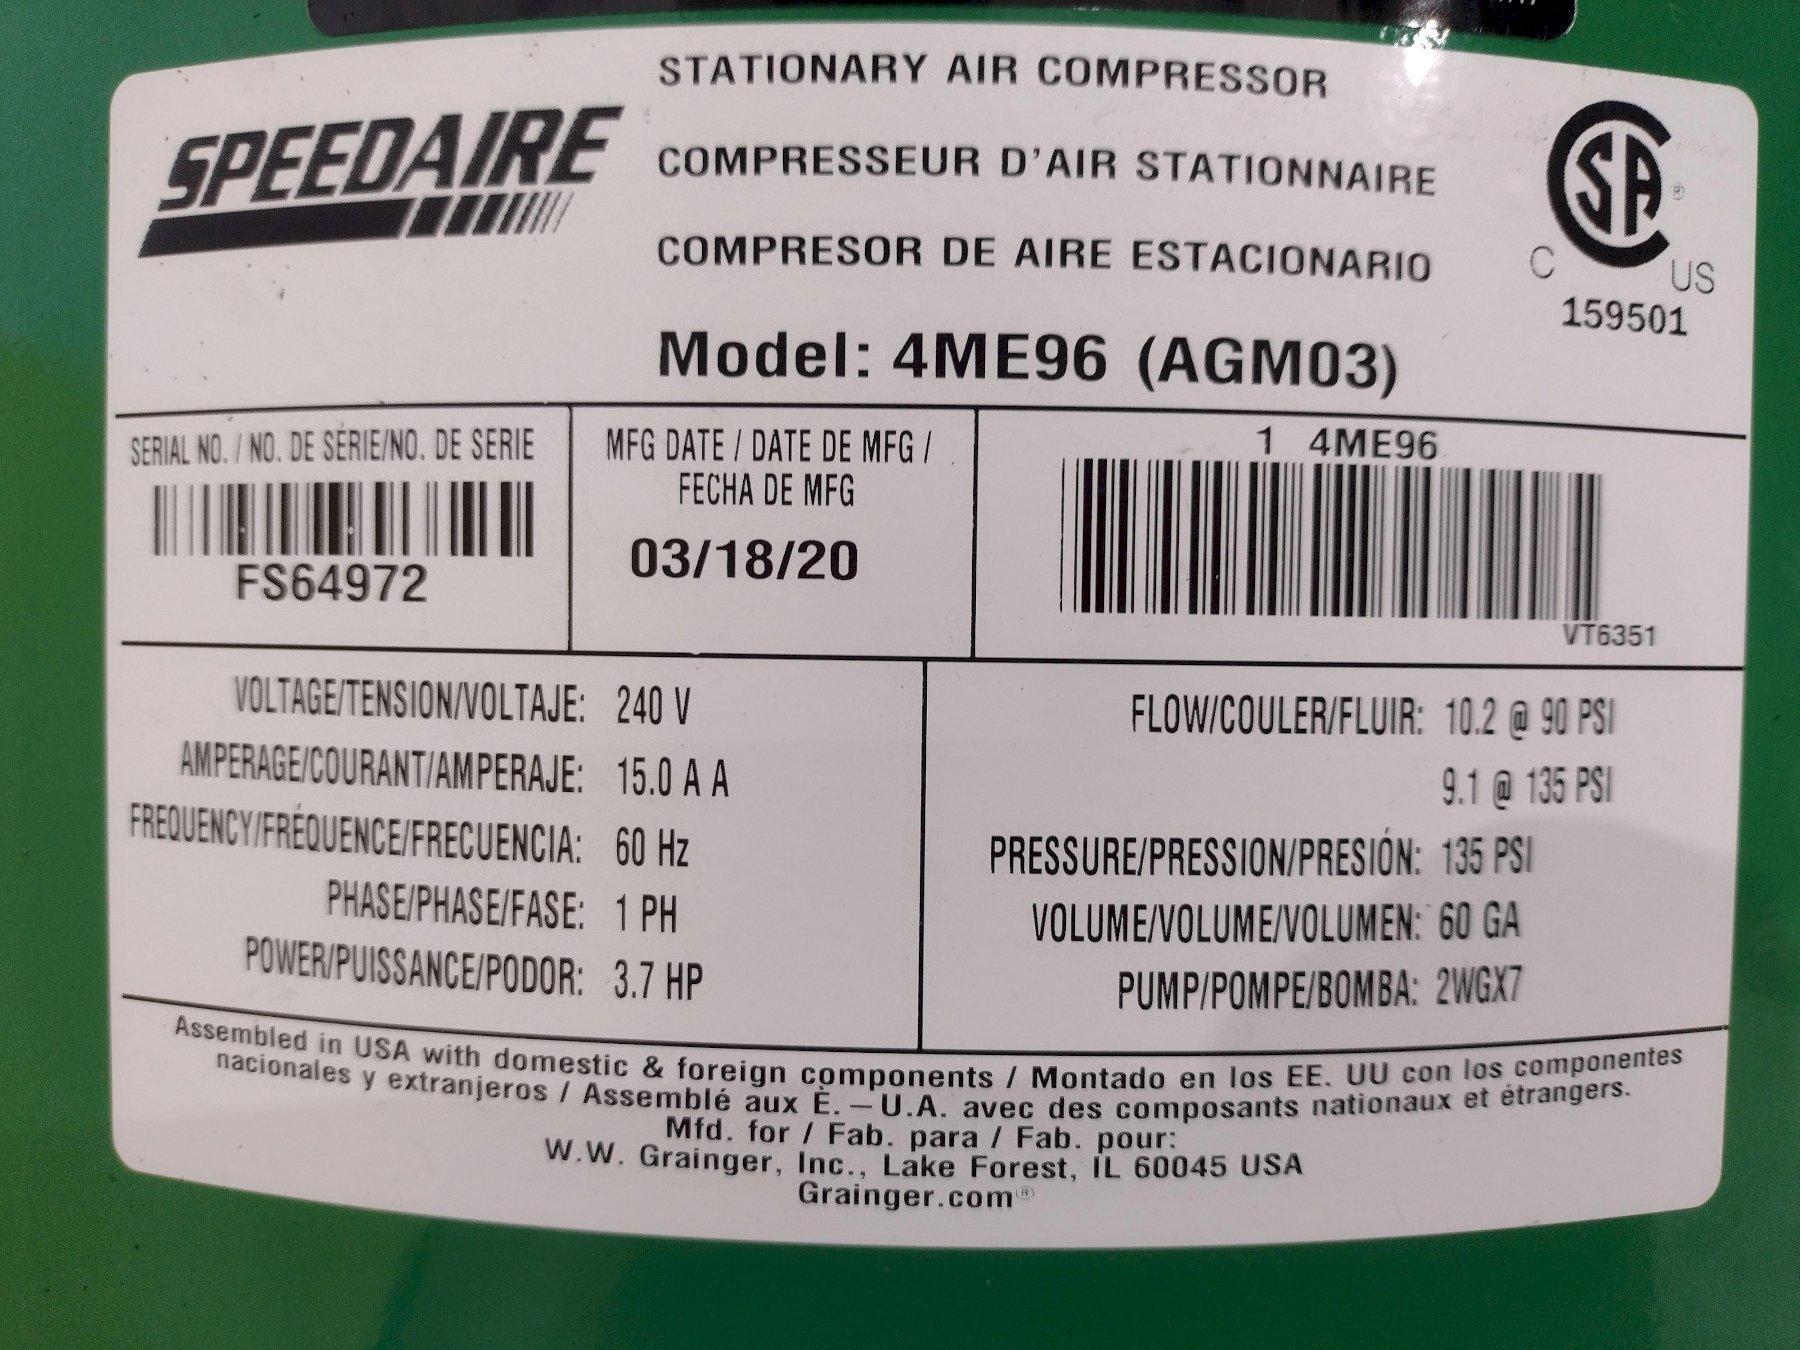 STATIONARY AIR COMPRESSOR
SPEEDAIRE
COMPRESSEUR D'AIR STATIONNAIRE
COMPRESOR DE AIRE ESTACIONARIO
Model: 4ME96 (AGM03)
SA ®
C US
159501
SERIAL NO. / NO. DE SÉRIE/NO. DE SERIE
FS64972
MFG DATE / DATE DE MFG /
FECHA DE MFG
03/18/20
1 4ME96
VT6351
VOLTAGE/TENSION/VOLTAJE: 240 V
AMPERAGE/COURANT/AMPERAJE: 15.0 A A
FREQUENCY/FRÉQUENCE/FRECUENCIA: 60 Hz
PHASE/PHASE/FASE: 1 PH
POWER/PUISSANCE/PODOR: 3.7 HP
FLOW/COULER/FLUIR: 10.2 @ 90 PSI
9.1 @ 135 PSI
PRESSURE/PRESSION/PRESIÓN: 135 PSI
VOLUME/VOLUME/VOLUMEN: 60 GA
PUMP/POMPE/BOMBA: 2WGX7
Assembled in USA with domestic & foreign components / Montado en los EE. UU con los componentes
nacionales y extranjeros / Assemblé aux É. – U.A. avec des composants nationaux et étrangers.
Mfd. for / Fab. para / Fab. pour:
W.W. Grainger, Inc., Lake Forest, IL 60045 USA
Grainger.com®